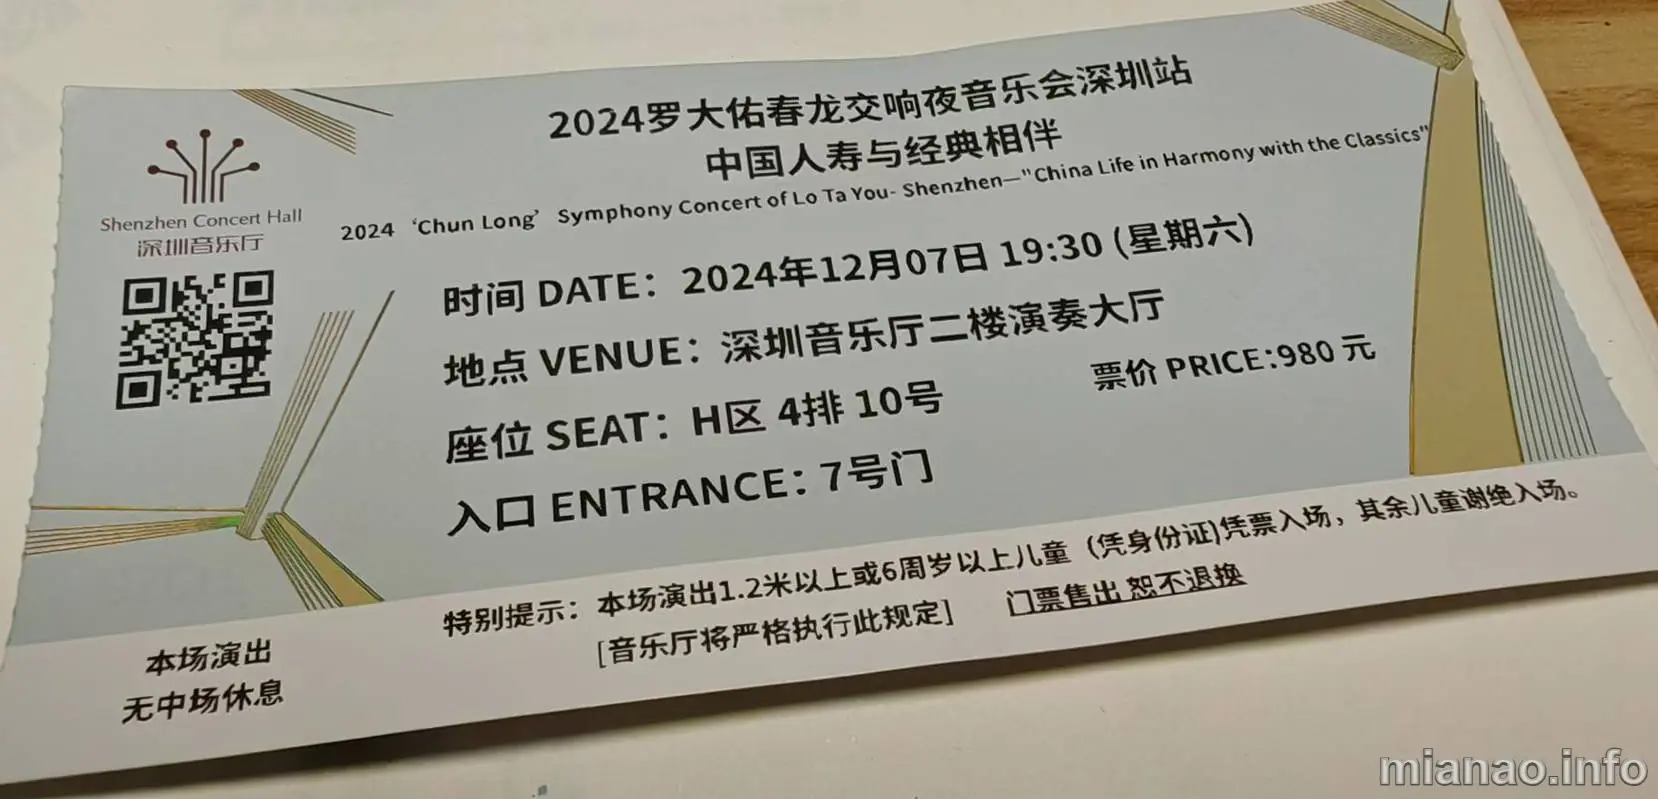 2024罗大佑春龙交响夜音乐会深圳站
中国人寿与经典相伴
2024 ‘Chun Long’ Symphony Concert of Lo Ta You- Shenzhen—"China Life in Harmony with the Classics"
Shenzhen Concert Hall
深圳音乐厅
时间 DATE：2024年12月07日 19:30 (星期六)
地点 VENUE：深圳音乐厅二楼演奏大厅
票价 PRICE:980 元
座位 SEAT：H区 4排 10号
入口 ENTRANCE：7号门
特别提示：本场演出1.2米以上或6周岁以上儿童（凭身份证)凭票入场，其余儿童谢绝入场。
[音乐厅将严格执行此规定] 门票售出 恕不退换
本场演出
无中场休息
mianao.info